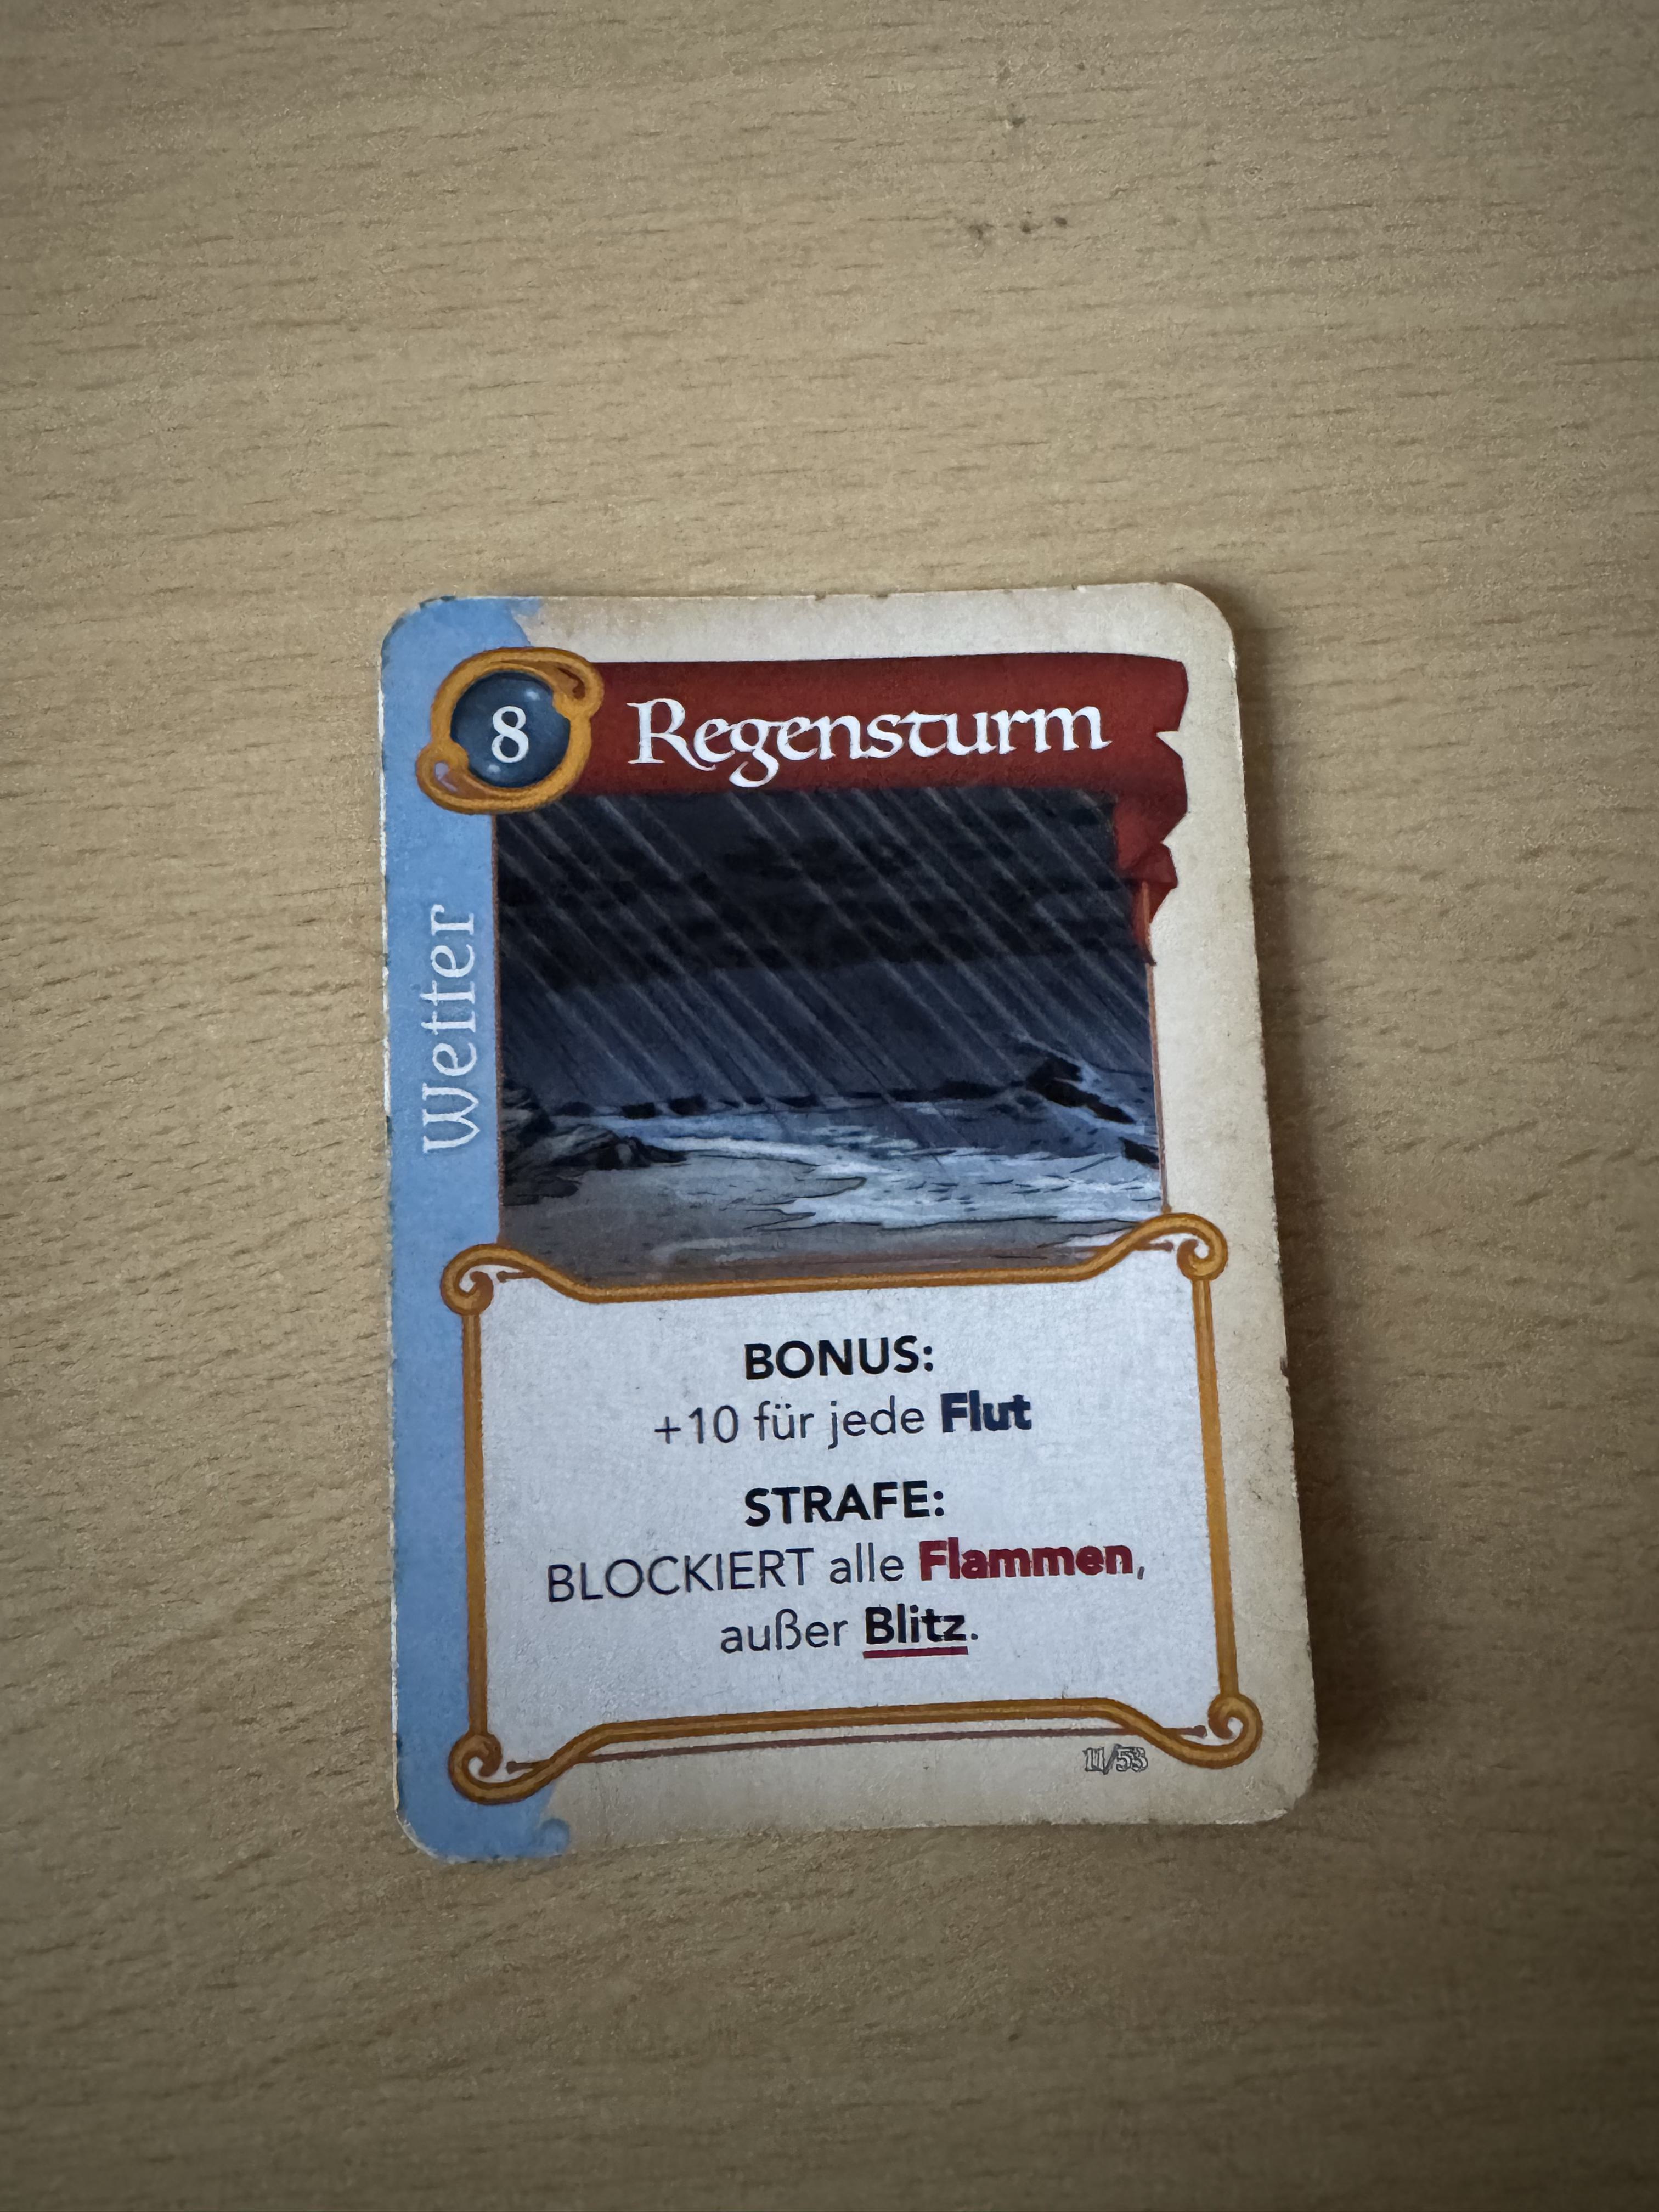 8
Regensturm
Wetter
BONUS:
+10 für jede Flut
STRAFE:
BLOCKIERT alle Flammen,
außer Blitz.
11/53